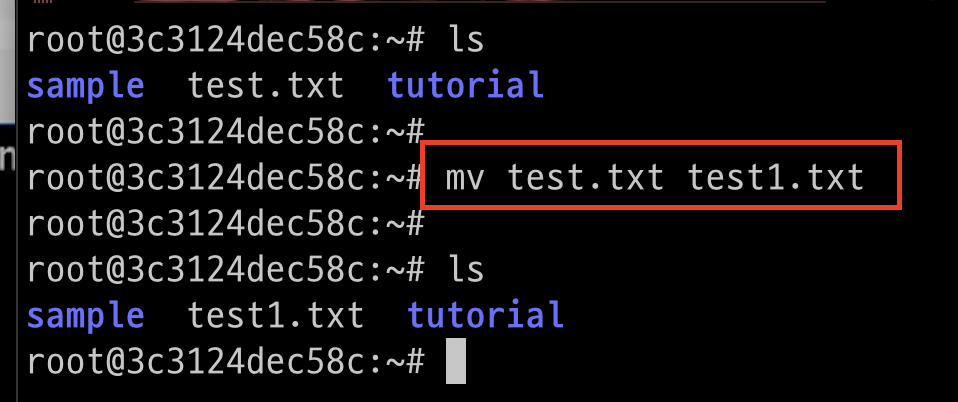 root@3c3124dec58c:~# ls
sample test.txt tutorial
root@3c3124dec58c:~#
root@3c3124dec58c:~# mv test.txt test1.txt
root@3c3124dec58c:~#
root@3c3124dec58c:~# ls
sample test1.txt tutorial
root@3c3124dec58c:~#